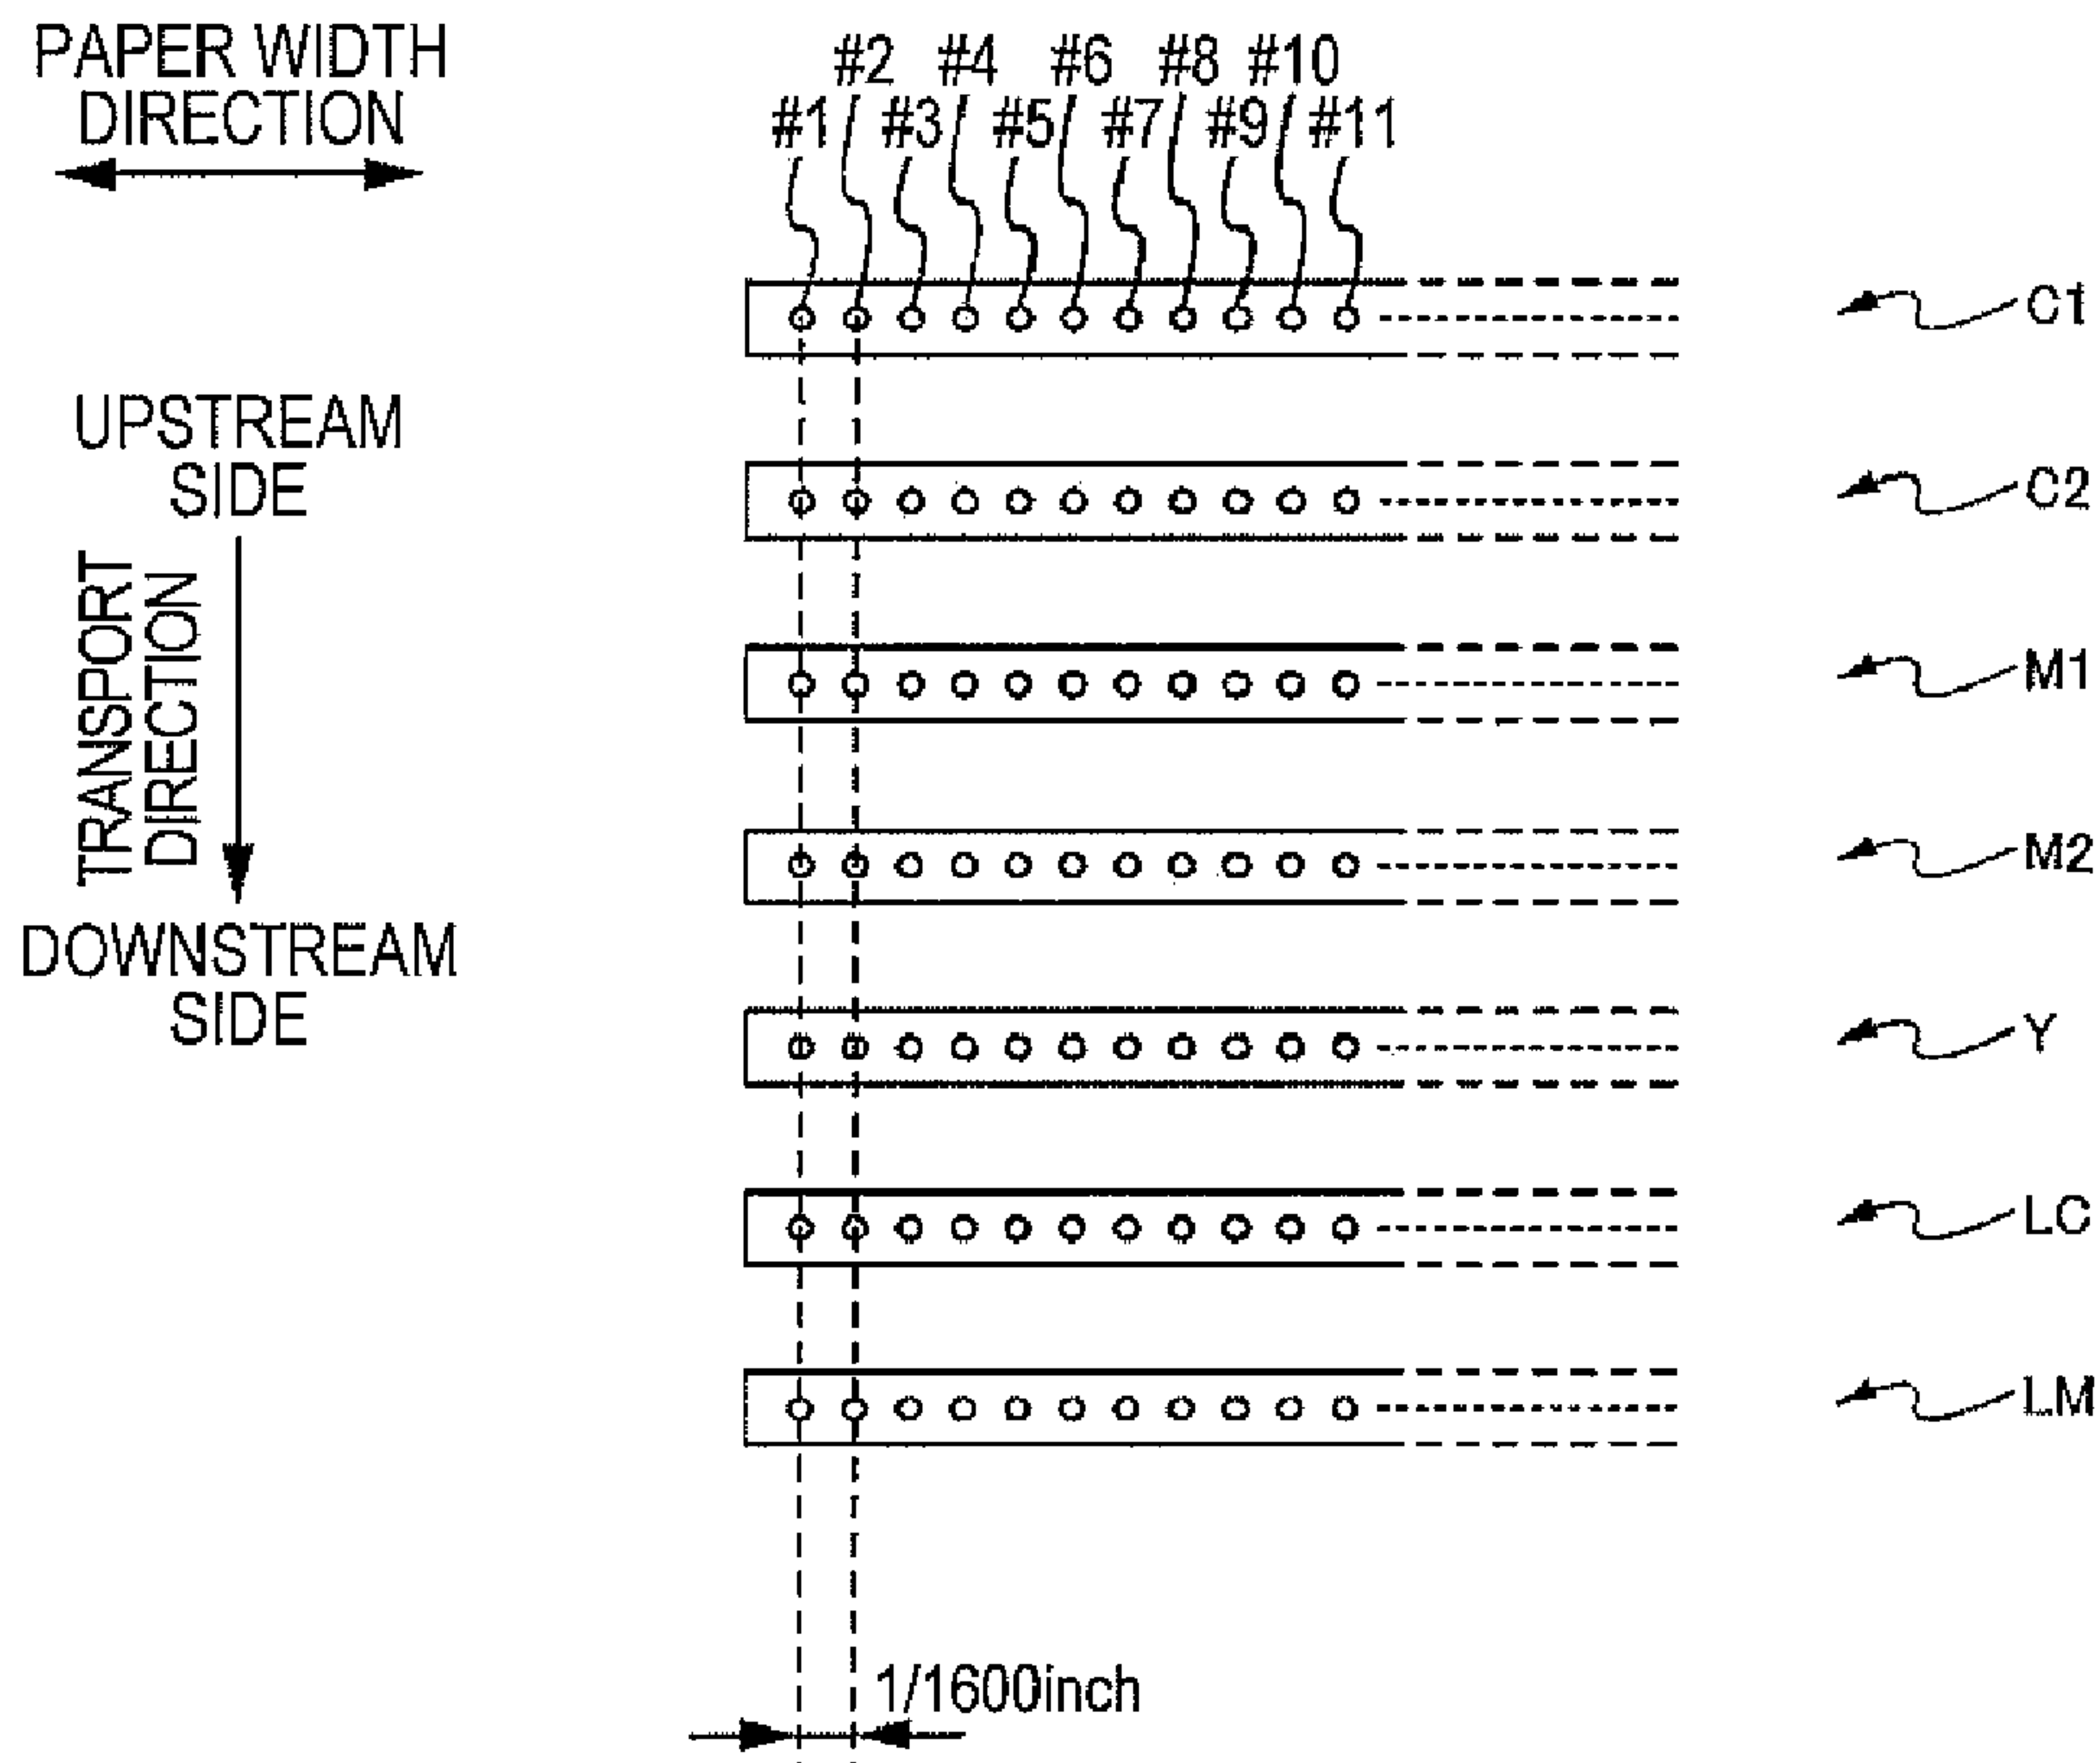 PAPER WIDTH
DIRECTION
#2 #4 #6 #8 #10
#1 #3 #5 #7 #9 #11
C1
UPSTREAM
SIDE
C2
TRANSPORT
DIRECTION
M1
M2
DOWNSTREAM
SIDE
Y
LC
LM
1/1600inch